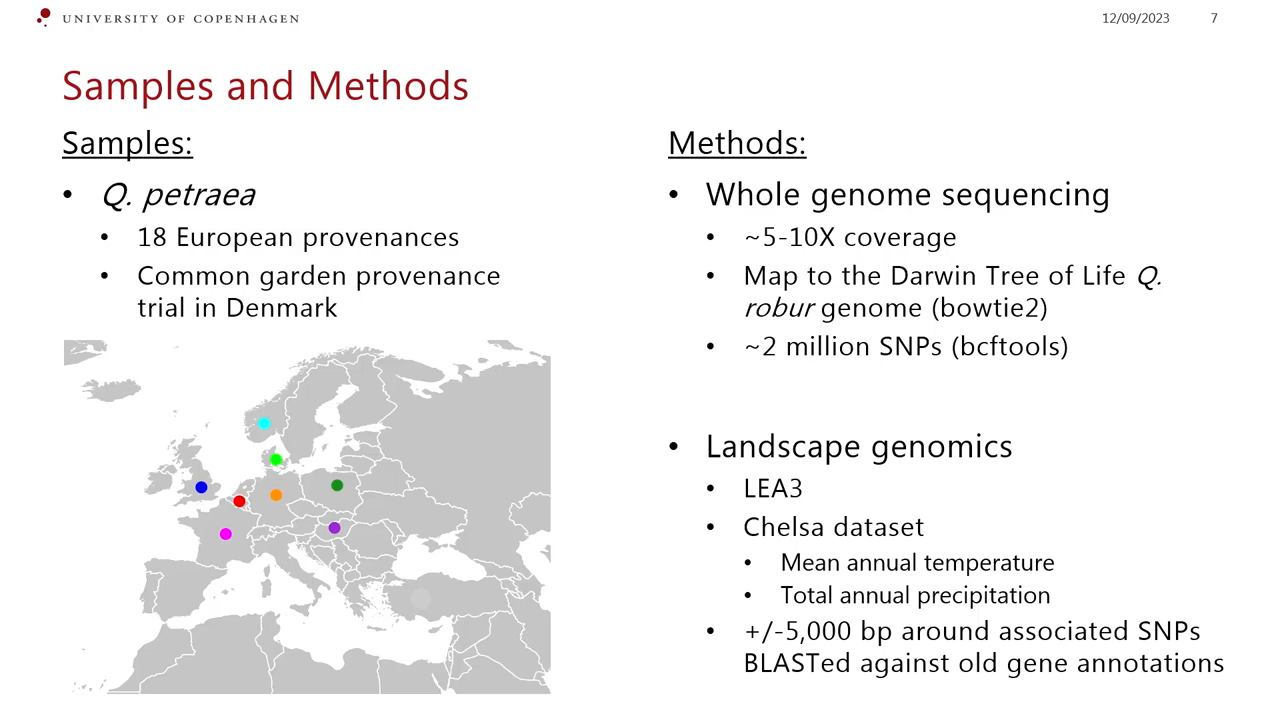 UNIVERSITY OF COPENHAGEN
12/09/2023 7
Samples and Methods
Samples:
• Q. petraea
• 18 European provenances
• Common garden provenance
trial in Denmark
Methods:
• Whole genome sequencing
• ~5-10X coverage
• Map to the Darwin Tree of Life Q.
robur genome (bowtie2)
• ~2 million SNPs (bcftools)
• Landscape genomics
• LEA3
• Chelsa dataset
• Mean annual temperature
• Total annual precipitation
• +/-5,000 bp around associated SNPs
BLASTed against old gene annotations